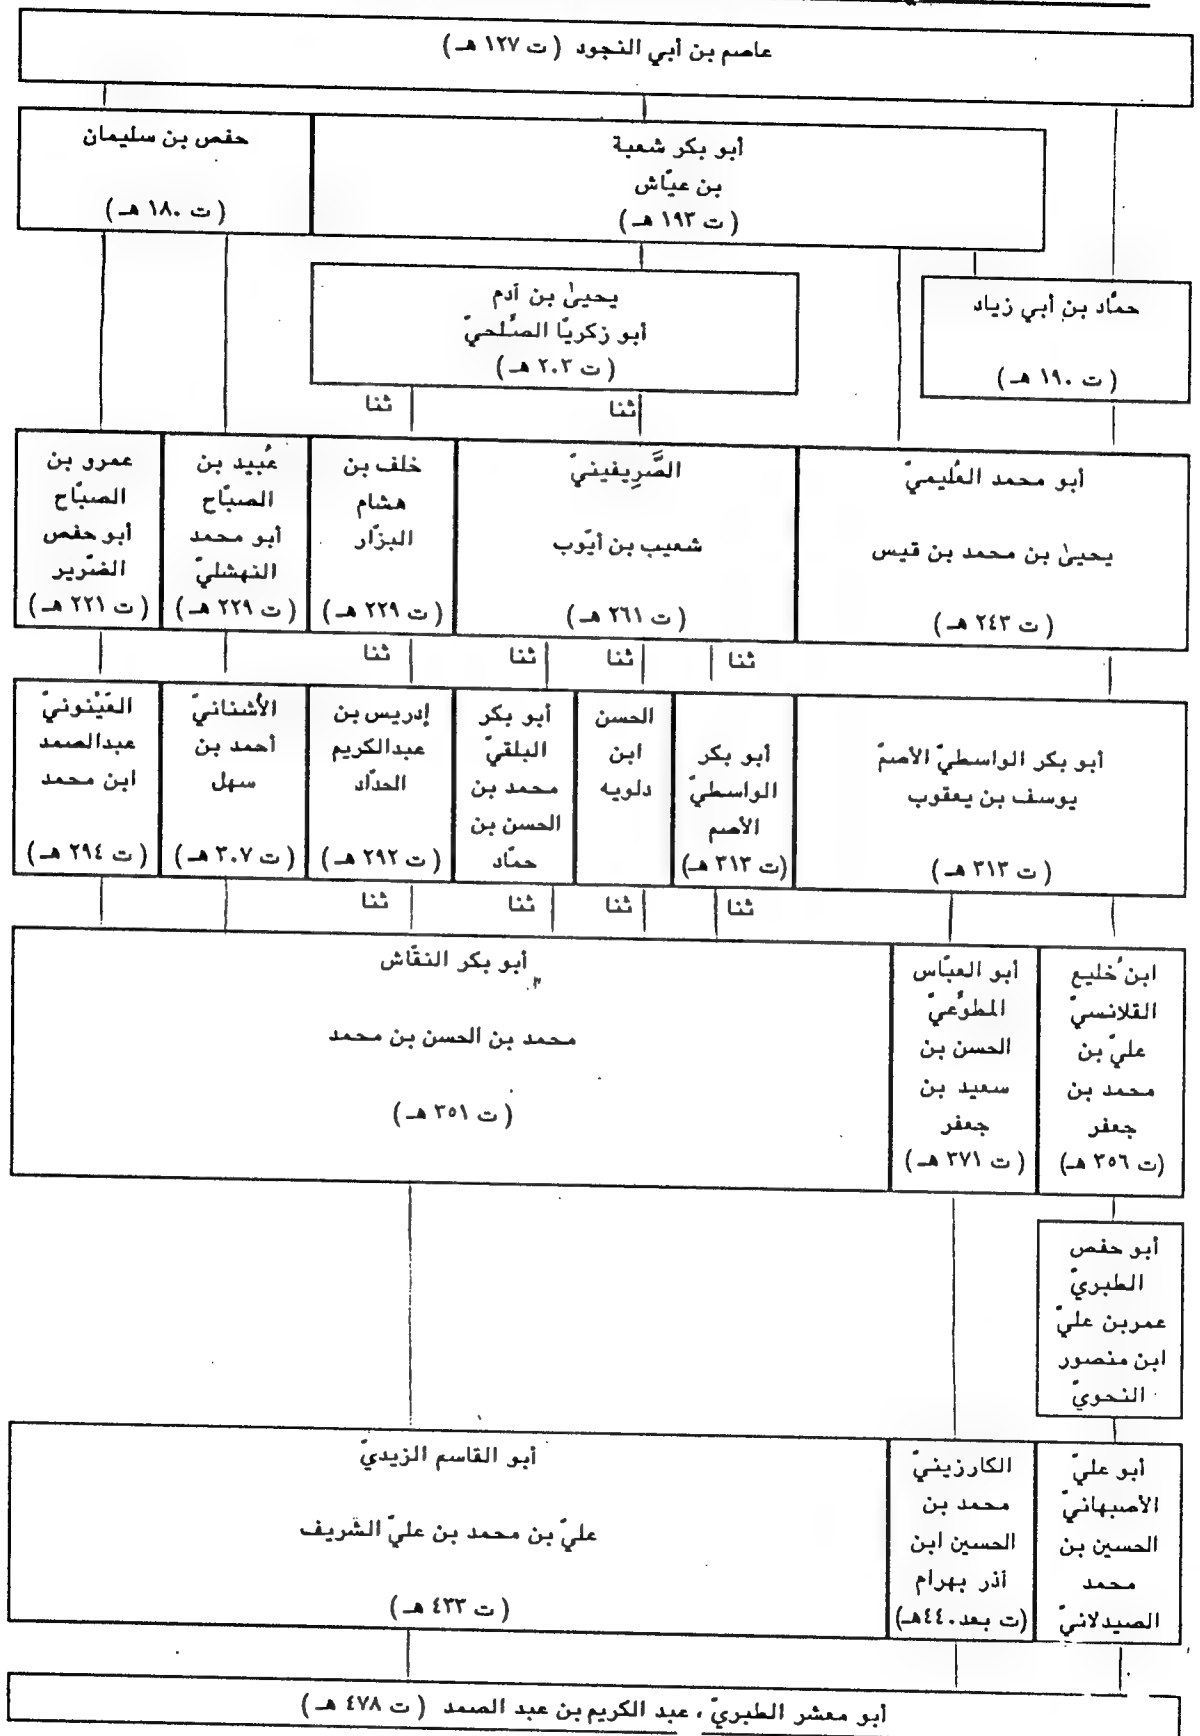 عاصم بن أبي النجود ( ت ١٢٧ هـ )
أبو بكر شعبة
بن عيّاش
( ت ١٩٣ هـ )
حفص بن سليمان
( ت ١٨٠ هـ )
حمّاد بن أبي زياد
( ت ١٩٠ هـ )
يحيىٰ بن آدم
أبو زكريّا الصُّلحيّ
( ت ٢٠٣ هـ )
ثنا
ثنا
أبو محمد العُليميّ
يحيىٰ بن محمد بن قيس
( ت ٢٤٣ هـ )
الصَّرِيفينيّ
شعيب بن أيّوب
( ت ٢٦١ هـ )
خلف بن
هشام
البزّار
( ت ٢٢٩ هـ )
عُبيد بن
الصبّاح
أبو محمد
النهشليّ
( ت ٢٢٩ هـ )
عمرو بن
الصبّاح
أبو حفص
الضّرير
( ت ٢٢١ هـ )
ثنا
ثنا
ثنا
ثنا
أبو بكر الواسطيّ الأصمّ
يوسف بن يعقوب
( ت ٣١٣ هـ )
أبو بكر
الواسطيّ
الأصم
(ت ٣١٣ هـ)
الحسن
ابن
دلويه
أبو بكر
البلقيّ
محمد بن
الحسن بن
حمّاد
إدريس بن
عبدالكريم
الحدّاد
( ت ٢٩٢ هـ )
الأشنانيّ
أحمد بن
سهل
( ت ٣٠٧ هـ )
العَيْنونيّ
عبدالصمد
ابن محمد
( ت ٢٩٤ هـ )
ثنا
ثنا
ثنا
ثنا
ابن خُليع
القلانسيّ
عليّ بن
محمد بن
جعفر
(ت ٣٥٦ هـ)
أبو العبّاس
المطوّعيّ
الحسن بن
سعيد بن
جعفر
( ت ٣٧١ هـ )
أبو بكر النقّاش
محمد بن الحسن بن محمد
( ت ٣٥١ هـ )
أبو حفص
الطبريّ
عمربن عليّ
ابن منصور
النحويّ
أبو عليّ
الأصبهانيّ
الحسين بن
محمد
الصيدلانيّ
الكارزينيّ
محمد بن
الحسين ابن
أذر بهرام
(ت بعد ٤٤٠هـ)
أبو القاسم الزيديّ
عليّ بن محمد بن عليّ الشريف
( ت ٤٣٣ هـ )
أبو معشر الطبريّ ، عبد الكريم بن عبد الصمد ( ت ٤٧٨ هـ )